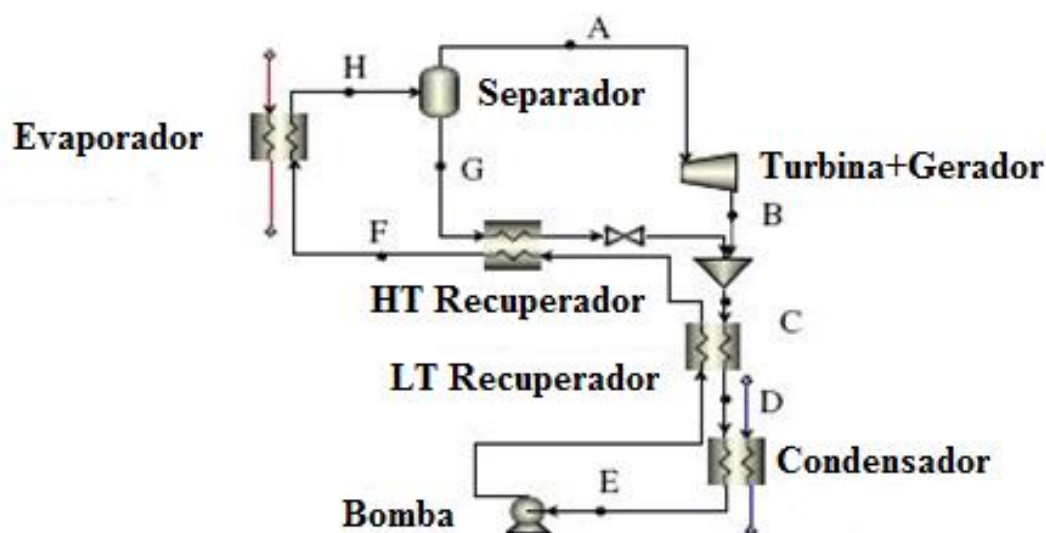 A
H
Separador
Evaporador
Turbina+Gerador
G
B
F
HT Recuperador
C
LT Recuperador
D
Condensador
E
Bomba